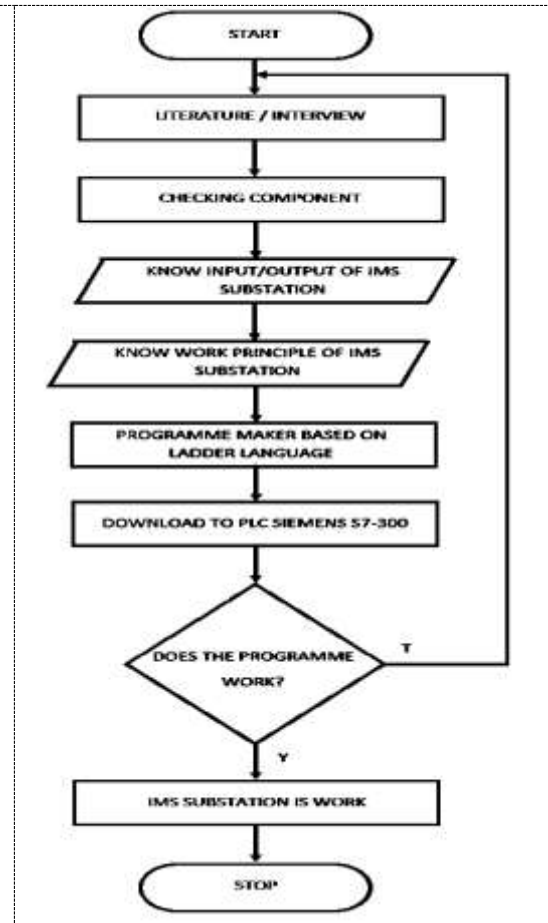 START
LITERATURE / INTERVIEW
CHECKING COMPONENT
KNOW INPUT/OUTPUT OF IMS
SUBSTATION
KNOW WORK PRINCIPLE OF IMS
SUBSTATION
PROGRAMME MAKER BASED ON
LADDER LANGUAGE
DOWNLOAD TO PLC SIEMENS S7-300
DOES THE PROGRAMME
WORK?
T
Y
IMS SUBSTATION IS WORK
STOP